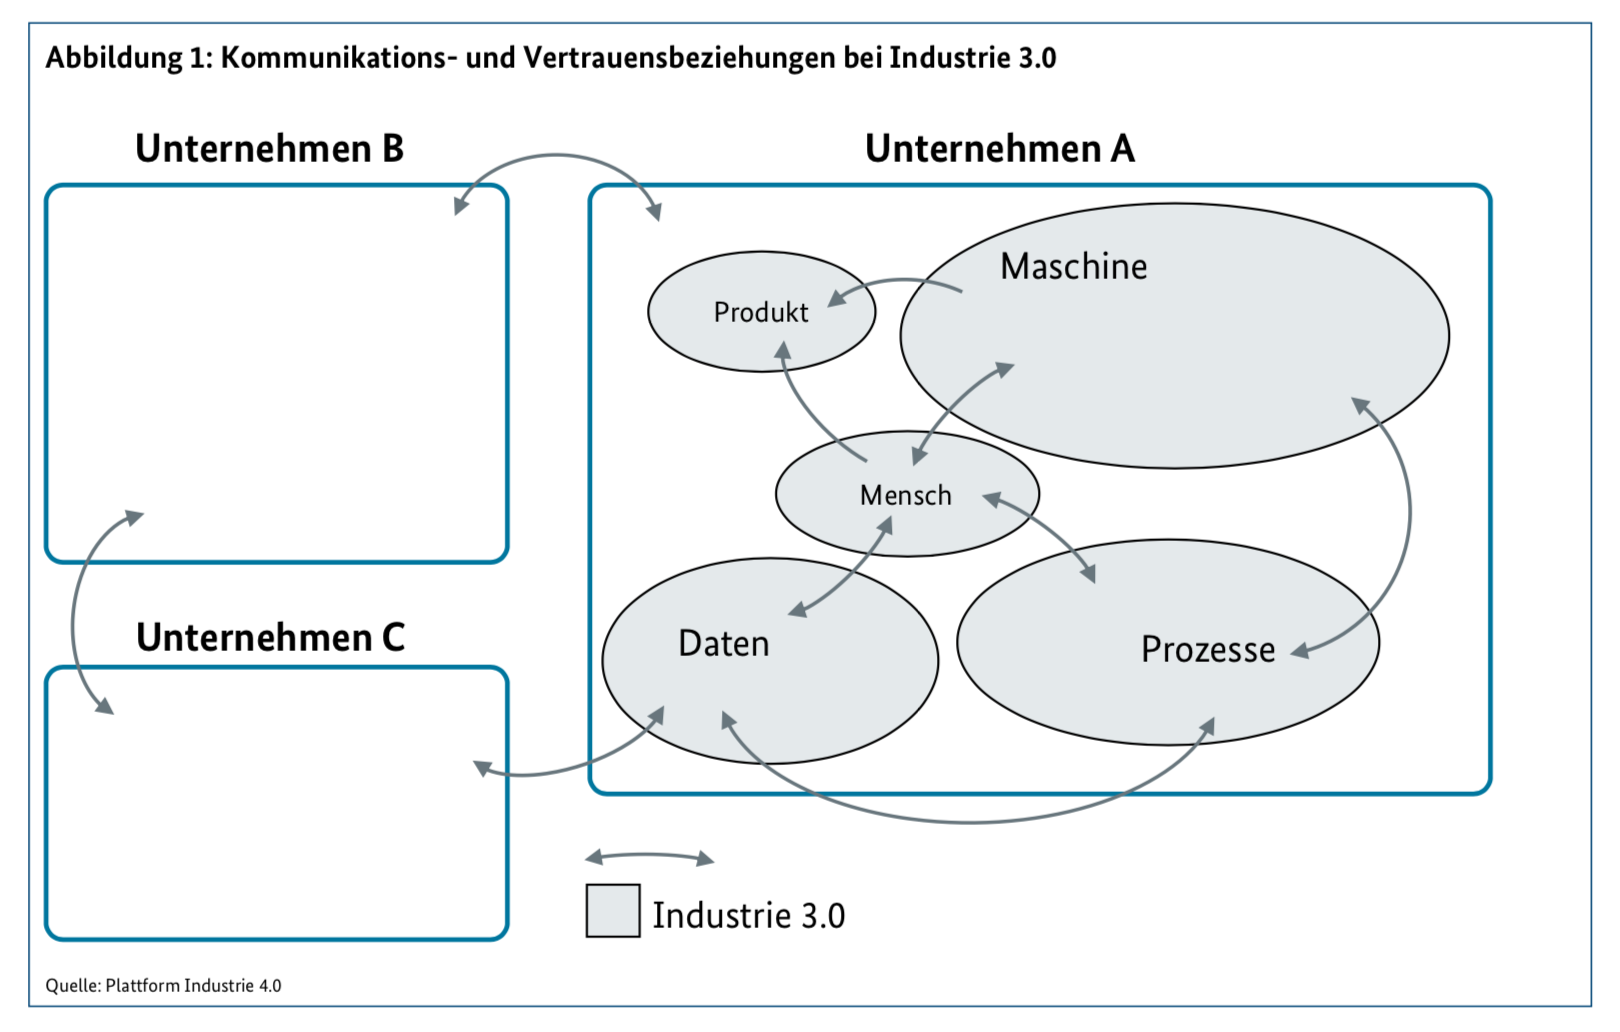 Abbildung 1: Kommunikations- und Vertrauensbeziehungen bei Industrie 3.0
Unternehmen B
Unternehmen A
Maschine
Produkt
Mensch
Daten
Prozesse
Unternehmen C
Industrie 3.0
Quelle: Plattform Industrie 4.0